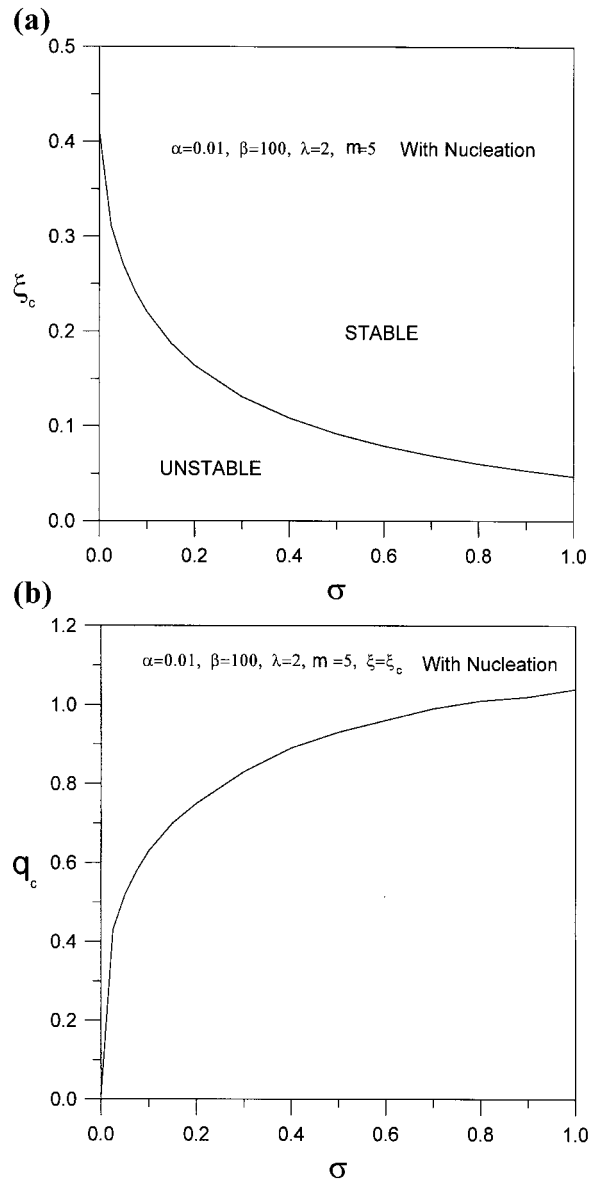 (a)
0.5
α=0.01, β=100, λ=2, m=5 With Nucleation
0.4
0.3
ξc
STABLE
0.2
0.1
UNSTABLE
0.0
0.0 0.2 0.4 0.6 0.8 1.0
σ
(b)
1.2
α=0.01, β=100, λ=2, m =5, ξ=ξc With Nucleation
1.0
0.8
qc
0.6
0.4
0.2
0.0
0.0 0.2 0.4 0.6 0.8 1.0
σ